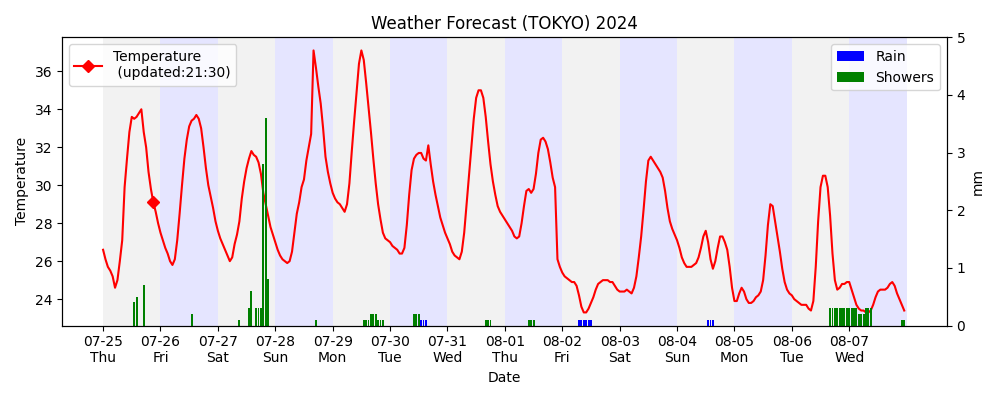 Weather Forecast (TOKYO) 2024
Temperature
(updated:21:30)
Rain
Showers
Temperature
36
34
32
30
28
26
24
5
4
3
2
1
0
mm
07-25 07-26 07-27 07-28 07-29 07-30 07-31 08-01 08-02 08-03 08-04 08-05 08-06 08-07
Thu Fri Sat Sun Mon Tue Wed Thu Fri Sat Sun Mon Tue Wed
Date